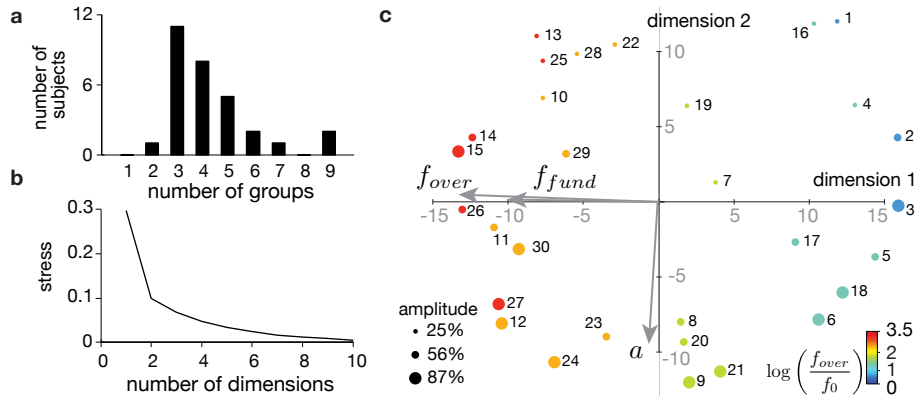 a
12
6
0
number of
subjects
1 2 3 4 5 6 7 8 9
number of groups
b
0.3
0.1
0
stress
0 2 4 6 8 10
number of dimensions
c
dimension 2
dimension 1
10
5
-5
-10
-15 -10 -5 5 10 15
f_over
f_fund
a
13
25
28
22
10
14
15
29
26
11
30
27
12
24
23
16
1
4
19
2
7
3
17
5
18
6
8
20
9
21
amplitude
25%
56%
87%
log (f_over / f_0)
3.5
2
1
0